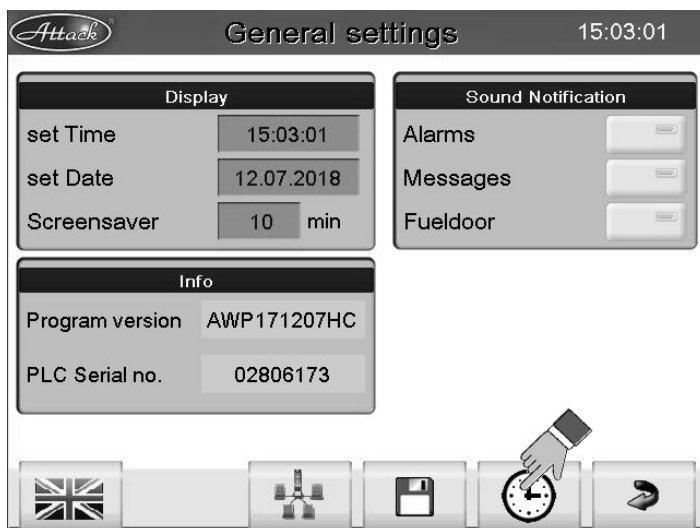 Attack
General settings
15:03:01
Display
set Time
15:03:01
set Date
12.07.2018
Screensaver
10 min
Sound Notification
Alarms
Messages
Fueldoor
Info
Program version
AWP171207HC
PLC Serial no.
02806173